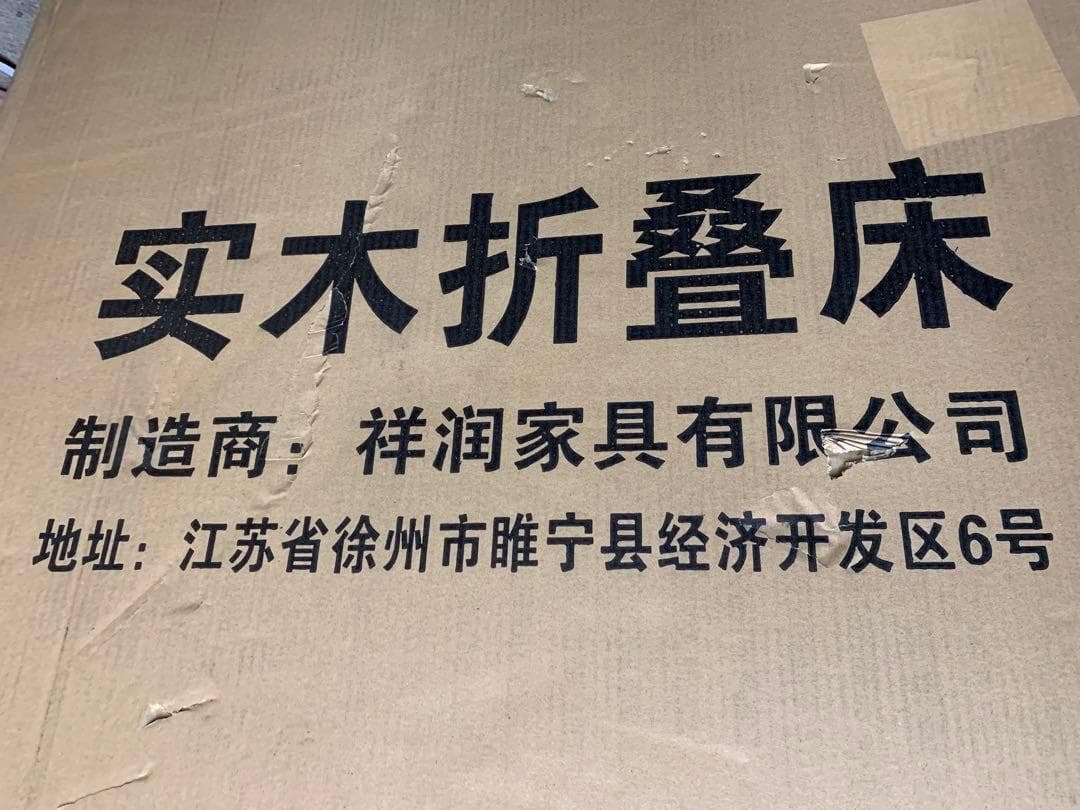 实木折叠床
制造商：祥润家具有限公司
地址：江苏省徐州市睢宁县经济开发区6号